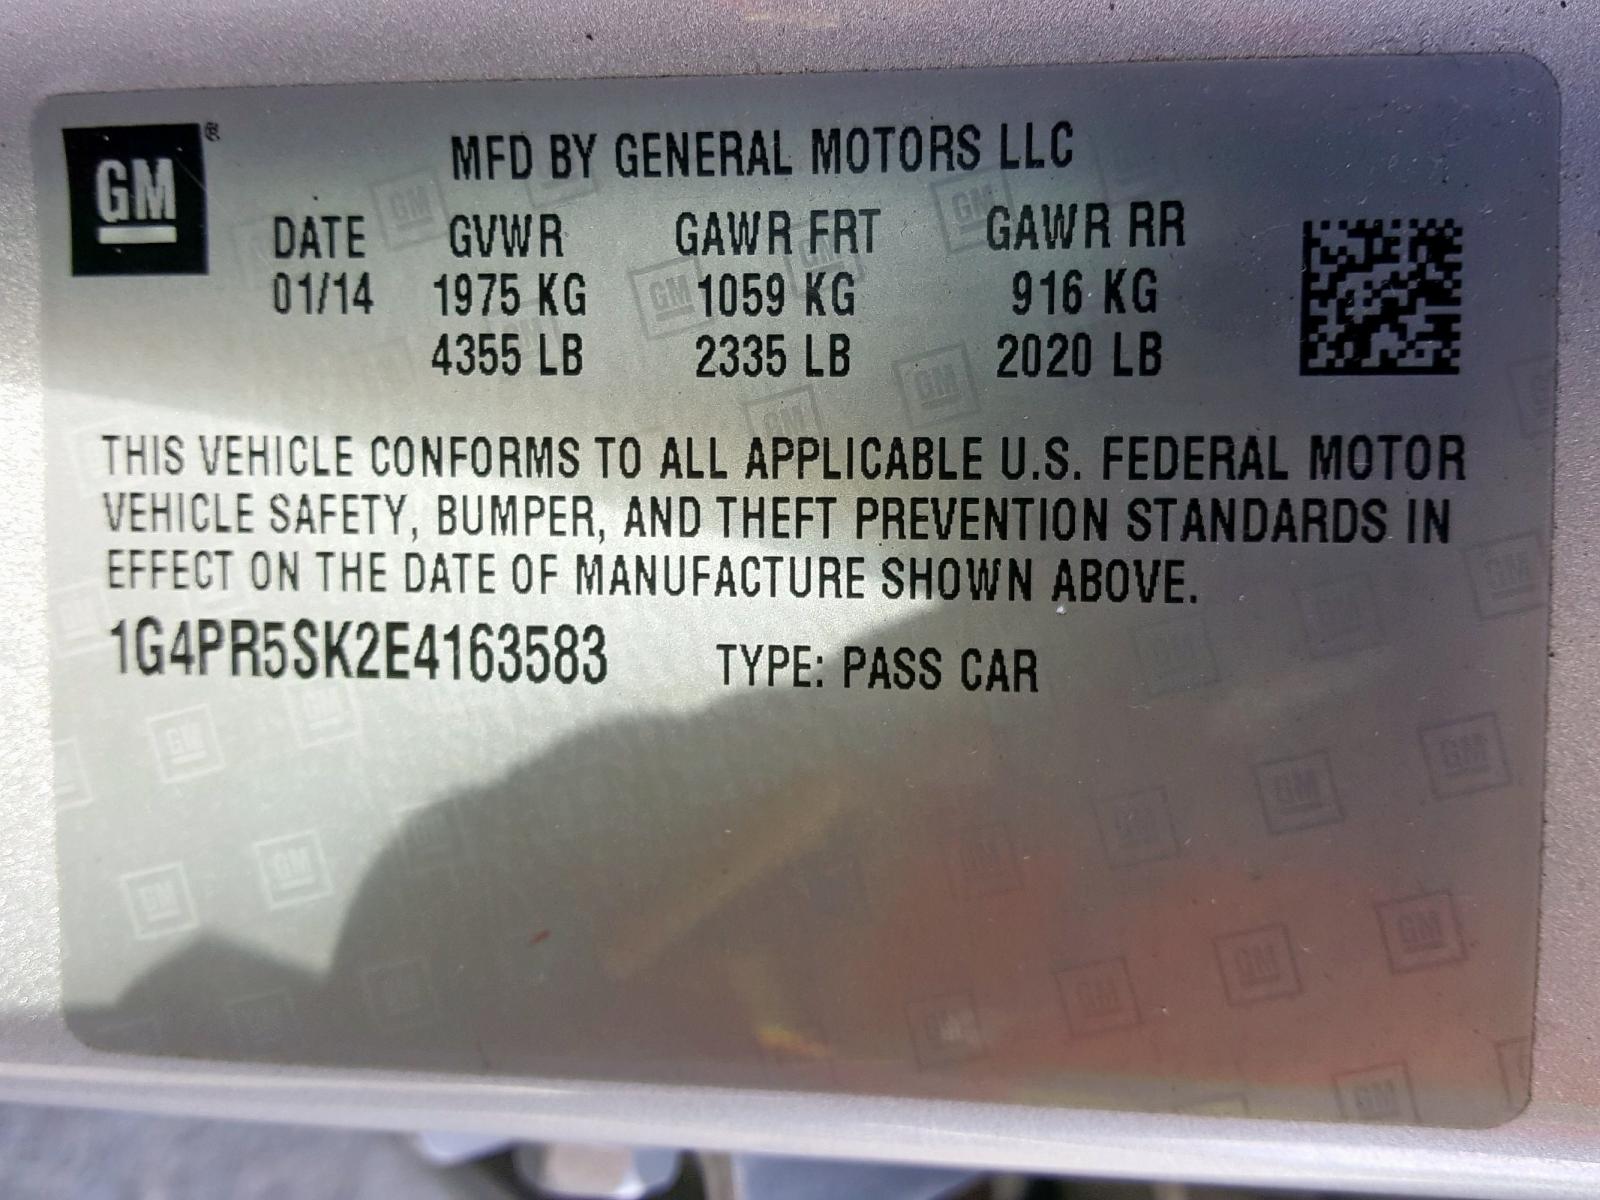 GM®
MFD BY GENERAL MOTORS LLC
DATE GVWR GAWR FRT GAWR RR
01/14 1975 KG 1059 KG 916 KG
4355 LB 2335 LB 2020 LB
THIS VEHICLE CONFORMS TO ALL APPLICABLE U.S. FEDERAL MOTOR
VEHICLE SAFETY, BUMPER, AND THEFT PREVENTION STANDARDS IN
EFFECT ON THE DATE OF MANUFACTURE SHOWN ABOVE.
1G4PR5SK2E4163583 TYPE: PASS CAR